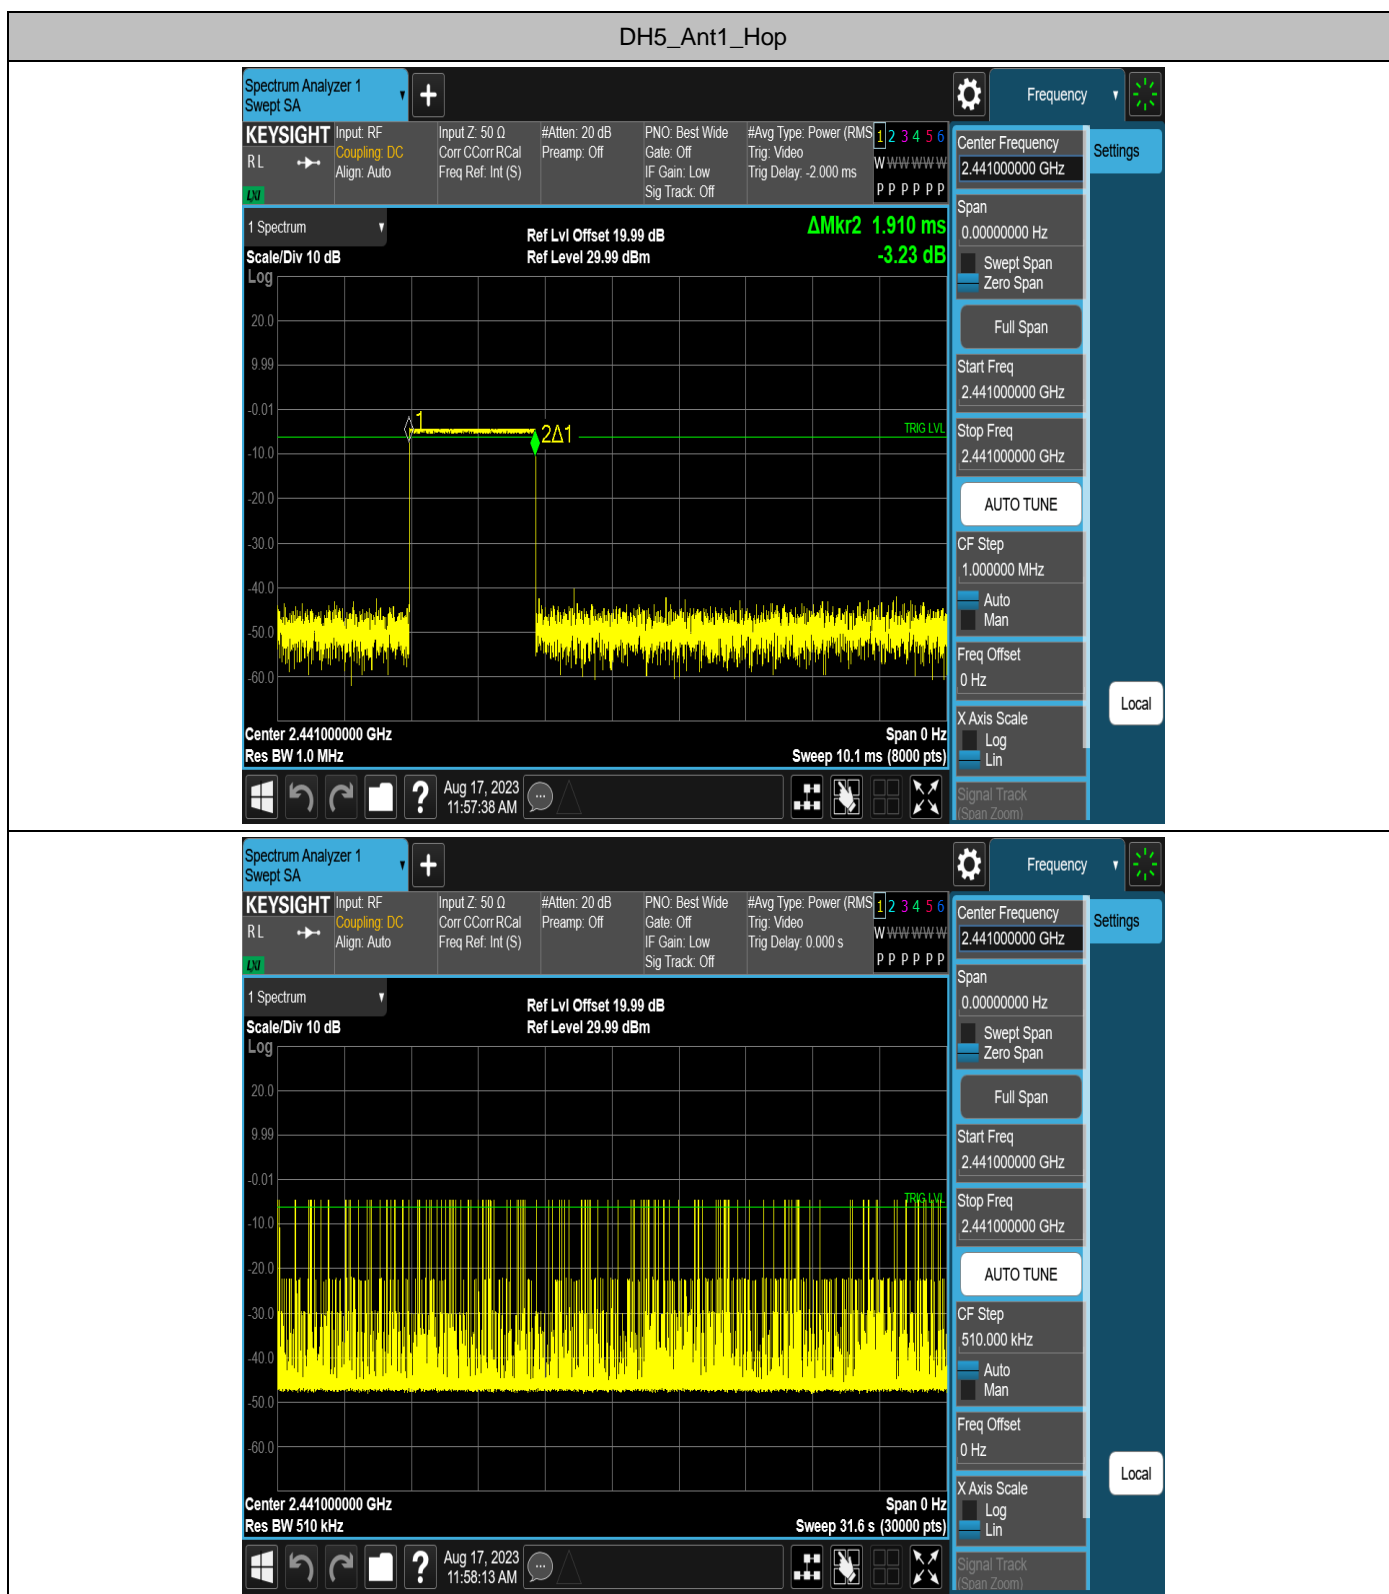 DH5_Ant1_Hop
Spectrum Analyzer 1
Swept SA
Frequency
KEYSIGHT
R L
LXI
Input: RF
Coupling: DC
Align: Auto
Input Z: 50 Ω
Corr CCorr RCal
Freq Ref: Int (S)
#Atten: 20 dB
Preamp: Off
PNO: Best Wide
Gate: Off
IF Gain: Low
Sig Track: Off
#Avg Type: Power (RMS
Trig: Video
Trig Delay: -2.000 ms
1 2 3 4 5 6
W W W W W W
P P P P P P
1 Spectrum
Scale/Div 10 dB
Log
Ref Lvl Offset 19.99 dB
Ref Level 29.99 dBm
ΔMkr2 1.910 ms
-3.23 dB
20.0
9.99
-0.01
-10.0
-20.0
-30.0
-40.0
-50.0
-60.0
1
2Δ1
TRIG LVL
Center 2.441000000 GHz
Res BW 1.0 MHz
Span 0 Hz
Sweep 10.1 ms (8000 pts)
Aug 17, 2023
11:57:38 AM
Center Frequency
2.441000000 GHz
Span
0.00000000 Hz
Swept Span
Zero Span
Full Span
Start Freq
2.441000000 GHz
Stop Freq
2.441000000 GHz
AUTO TUNE
CF Step
1.000000 MHz
Auto
Man
Freq Offset
0 Hz
X Axis Scale
Log
Lin
Signal Track
(Span Zoom)
Settings
Local
Spectrum Analyzer 1
Swept SA
Frequency
KEYSIGHT
R L
LXI
Input: RF
Coupling: DC
Align: Auto
Input Z: 50 Ω
Corr CCorr RCal
Freq Ref: Int (S)
#Atten: 20 dB
Preamp: Off
PNO: Best Wide
Gate: Off
IF Gain: Low
Sig Track: Off
#Avg Type: Power (RMS
Trig: Video
Trig Delay: 0.000 s
1 2 3 4 5 6
W W W W W W
P P P P P P
1 Spectrum
Scale/Div 10 dB
Log
Ref Lvl Offset 19.99 dB
Ref Level 29.99 dBm
20.0
9.99
-0.01
-10.0
-20.0
-30.0
-40.0
-50.0
-60.0
TRIG LVL
Center 2.441000000 GHz
Res BW 510 kHz
Span 0 Hz
Sweep 31.6 s (30000 pts)
Aug 17, 2023
11:58:13 AM
Center Frequency
2.441000000 GHz
Span
0.00000000 Hz
Swept Span
Zero Span
Full Span
Start Freq
2.441000000 GHz
Stop Freq
2.441000000 GHz
AUTO TUNE
CF Step
510.000 kHz
Auto
Man
Freq Offset
0 Hz
X Axis Scale
Log
Lin
Signal Track
(Span Zoom)
Settings
Local